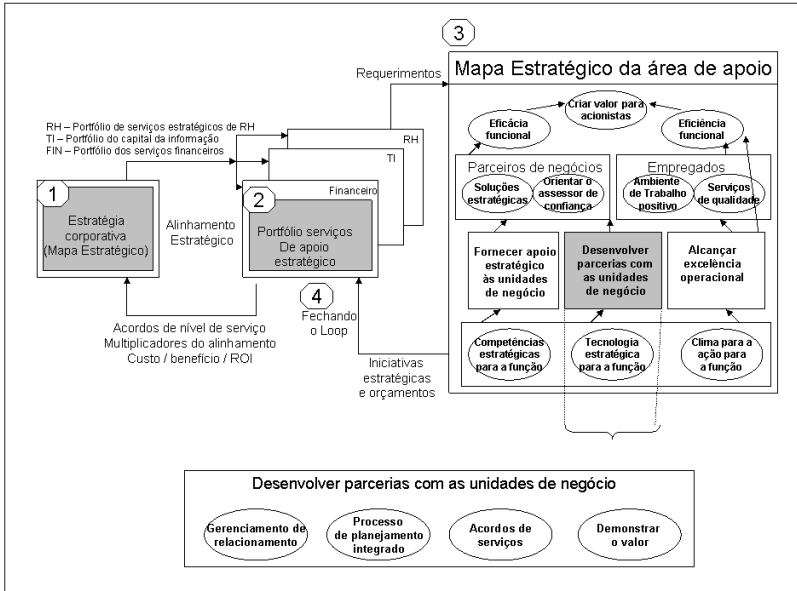 3
Mapa Estratégico da área de apoio
Requerimentos
Criar valor para
acionistas
Eficácia
funcional
Eficiência
funcional
RH – Portfólio de serviços estratégicos de RH
TI – Portfólio do capital da informação
FIN – Portfólio dos serviços financeiros
RH
TI
Financeiro
Parceiros de negócios
Soluções
estratégicas
Orientar o
assessor de
confiança
Empregados
Ambiente
de Trabalho
positivo
Serviços
de qualidade
1
Estratégia
corporativa
(Mapa Estratégico)
Alinhamento
Estratégico
2
Portfólio serviços
De apoio
estratégico
Fornecer apoio
estratégico
às unidades
de negócio
Desenvolver
parcerias com
as unidades
de negócio
Alcançar
excelência
operacional
4
Fechando
o Loop
Acordos de nível de serviço
Multiplicadores do alinhamento
Custo / benefício / ROI
Iniciativas
estratégicas
e orçamentos
Competências
estratégicas
para a função
Tecnologia
estratégica
para a função
Clima para a
ação para
a função
Desenvolver parcerias com as unidades de negócio
Gerenciamento de
relacionamento
Processo
de planejamento
integrado
Acordos de
serviços
Demonstrar
o valor